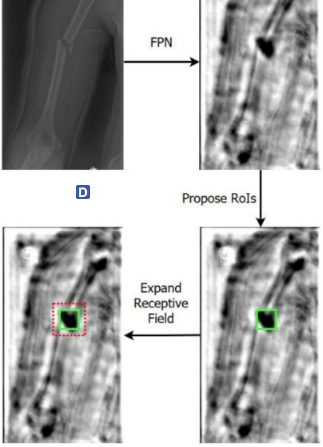 FPN
D
Propose RoIs
Expand
Receptive
Field